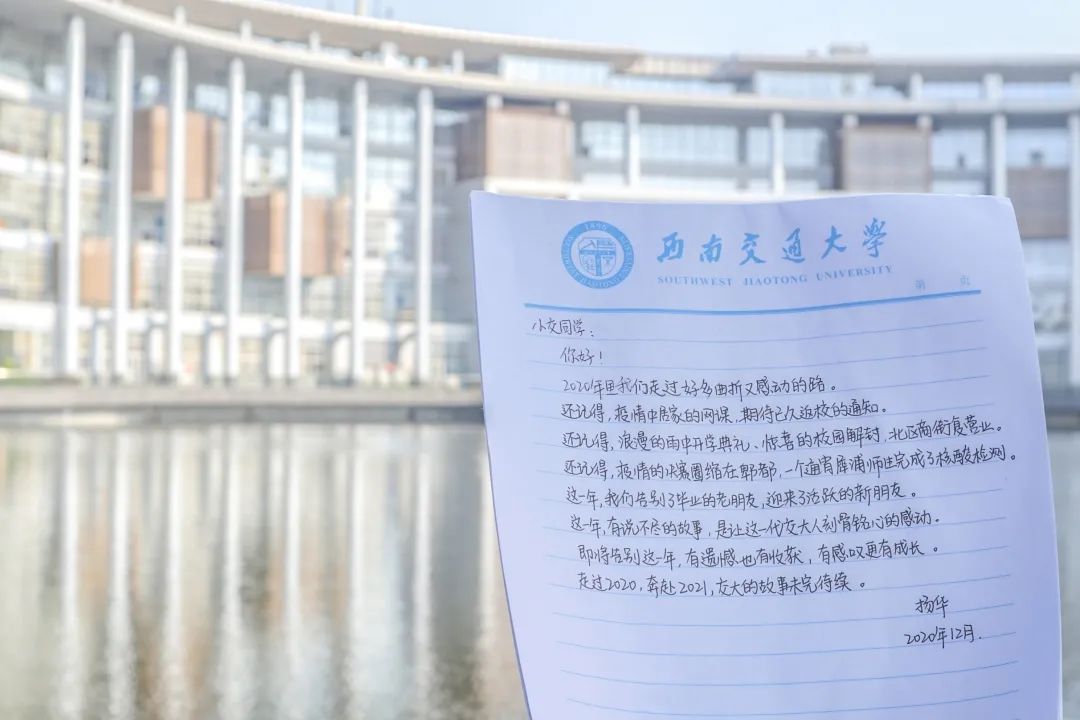 1896
西南交通大学
SOUTHWEST JIAOTONG UNIVERSITY
第 页
小交同学：
你好！
2020年里我们走过好多曲折又感动的路。
还记得，疫情中居家的网课，期待已久返校的通知。
还记得，浪漫的雨中开学典礼、惊喜的校园解封，北区商街复营业。
还记得，疫情的决赛圈缩在郫都，一个通宵犀浦师生完成了核酸检测。
这一年，我们告别了毕业的老朋友，迎来了活跃的新朋友。
这一年，有说不尽的故事，是让这一代交大人刻骨铭心的感动。
即将告别这一年，有遗憾也有收获，有感叹更有成长。
走过2020，奔赴2021，交大的故事未完待续。
扬华
2020年12月.